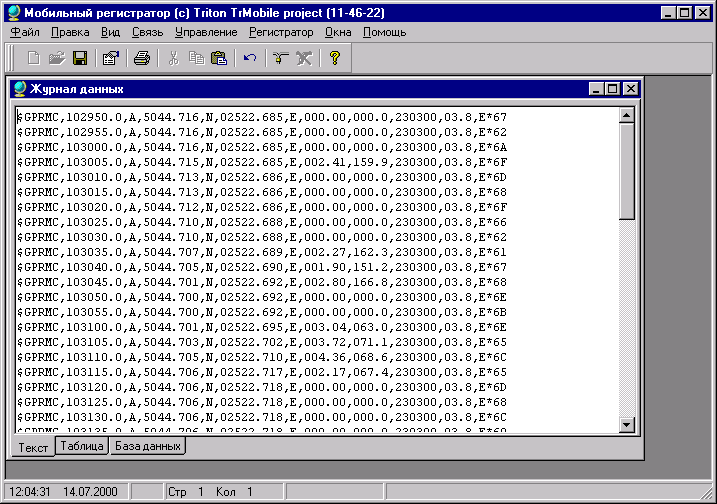 Мобильный регистратор (c) Triton TrMobile project (11-46-22)
Файл Правка Вид Связь Управление Регистратор Окна Помощь
Журнал данных
$GPRMC,102950.0,A,5044.716,N,02522.685,E,000.00,000.0,230300,03.8,E*67
$GPRMC,102955.0,A,5044.716,N,02522.685,E,000.00,000.0,230300,03.8,E*62
$GPRMC,103000.0,A,5044.716,N,02522.685,E,000.00,000.0,230300,03.8,E*6A
$GPRMC,103005.0,A,5044.715,N,02522.685,E,002.41,159.9,230300,03.8,E*6F
$GPRMC,103010.0,A,5044.713,N,02522.686,E,000.00,000.0,230300,03.8,E*6D
$GPRMC,103015.0,A,5044.713,N,02522.686,E,000.00,000.0,230300,03.8,E*68
$GPRMC,103020.0,A,5044.712,N,02522.686,E,000.00,000.0,230300,03.8,E*6F
$GPRMC,103025.0,A,5044.710,N,02522.688,E,000.00,000.0,230300,03.8,E*66
$GPRMC,103030.0,A,5044.710,N,02522.688,E,000.00,000.0,230300,03.8,E*62
$GPRMC,103035.0,A,5044.707,N,02522.689,E,002.27,162.3,230300,03.8,E*61
$GPRMC,103040.0,A,5044.705,N,02522.690,E,001.90,151.2,230300,03.8,E*67
$GPRMC,103045.0,A,5044.701,N,02522.692,E,002.80,166.8,230300,03.8,E*68
$GPRMC,103050.0,A,5044.700,N,02522.692,E,000.00,000.0,230300,03.8,E*6E
$GPRMC,103055.0,A,5044.700,N,02522.692,E,000.00,000.0,230300,03.8,E*6B
$GPRMC,103100.0,A,5044.701,N,02522.695,E,003.04,063.0,230300,03.8,E*6E
$GPRMC,103105.0,A,5044.703,N,02522.702,E,003.72,071.1,230300,03.8,E*65
$GPRMC,103110.0,A,5044.705,N,02522.710,E,004.36,068.6,230300,03.8,E*6C
$GPRMC,103115.0,A,5044.706,N,02522.717,E,002.17,067.4,230300,03.8,E*65
$GPRMC,103120.0,A,5044.706,N,02522.718,E,000.00,000.0,230300,03.8,E*6D
$GPRMC,103125.0,A,5044.706,N,02522.718,E,000.00,000.0,230300,03.8,E*68
$GPRMC,103130.0,A,5044.706,N,02522.718,E,000.00,000.0,230300,03.8,E*6C
Текст Таблица База данных
12:04:31 14.07.2000 Стр 1 Кол 1